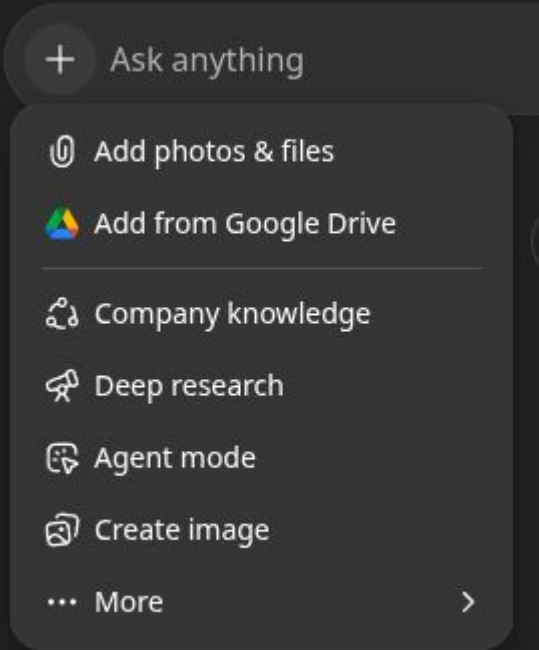 Ask anything
Add photos & files
Add from Google Drive
Company knowledge
Deep research
Agent mode
Create image
More